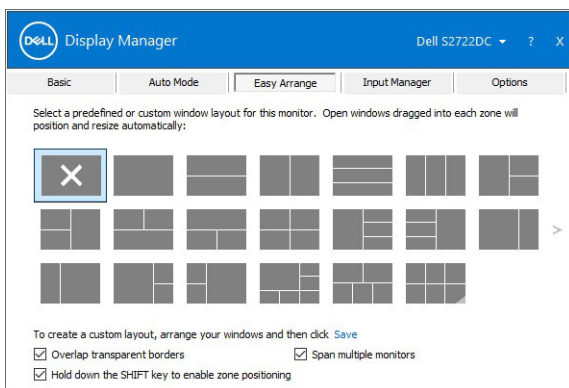 DELL Display Manager Dell S2722DC ? X
Basic Auto Mode Easy Arrange Input Manager Options
Select a predefined or custom window layout for this monitor. Open windows dragged into each zone will
position and resize automatically:
>
To create a custom layout, arrange your windows and then click Save
Overlap transparent borders Span multiple monitors
Hold down the SHIFT key to enable zone positioning